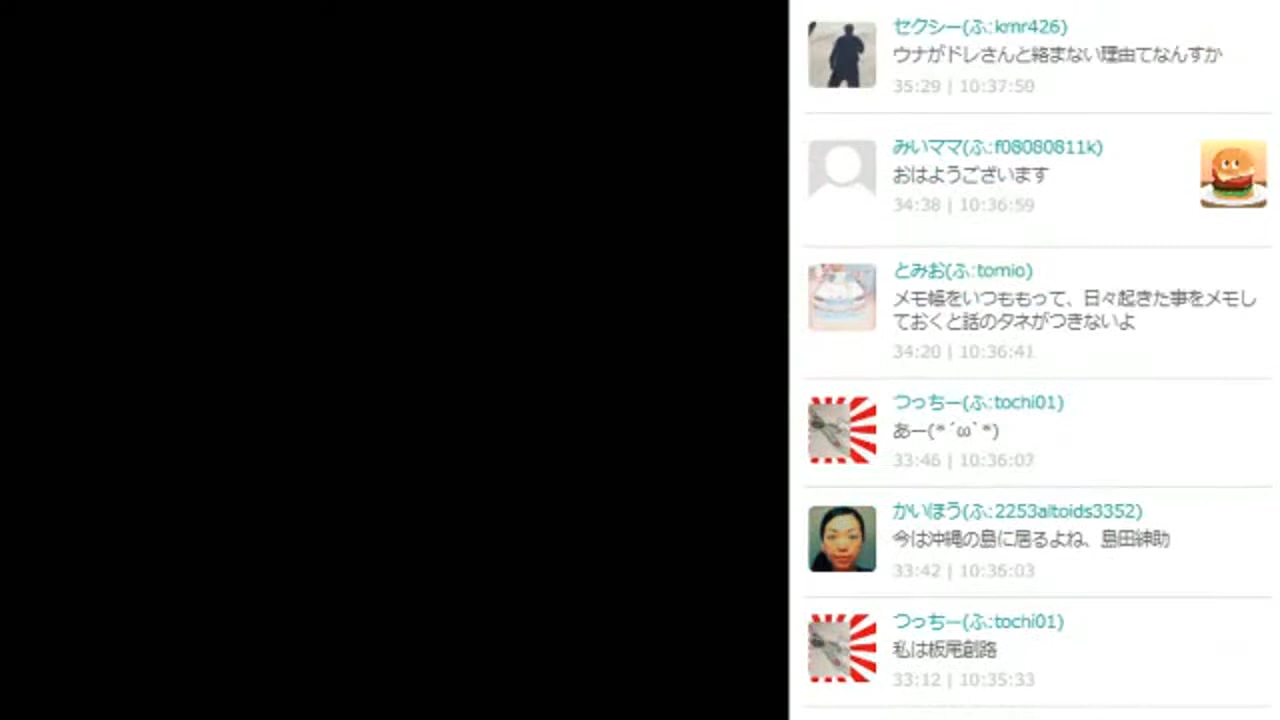 セクシー(ふ:kmr426)
ウナがドレさんと絡まない理由てなんすか
35:29 | 10:37:50
みいママ(ふ:f08080811k)
おはようございます
34:38 | 10:36:59
とみお(ふ:tomio)
メモ帳をいつももって、日々起きた事をメモし
ておくと話のタネがつきないよ
34:20 | 10:36:41
つっちー(ふ:tochi01)
あー(*´ω`*)
33:46 | 10:36:07
かいほう(ふ:2253altoids3352)
今は沖縄の島に居るよね、島田紳助
33:42 | 10:36:03
つっちー(ふ:tochi01)
私は板尾創路
33:12 | 10:35:33